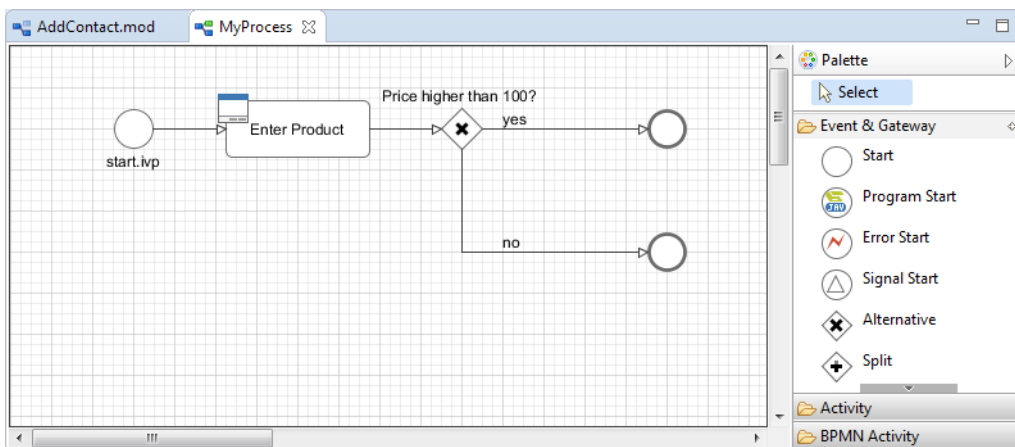 AddContact.mod
MyProcess
Palette
Select
Event & Gateway
Start
Program Start
JAV
Error Start
Signal Start
Alternative
Split
Activity
BPMN Activity
Price higher than 100?
Enter Product
yes
start.ivp
no